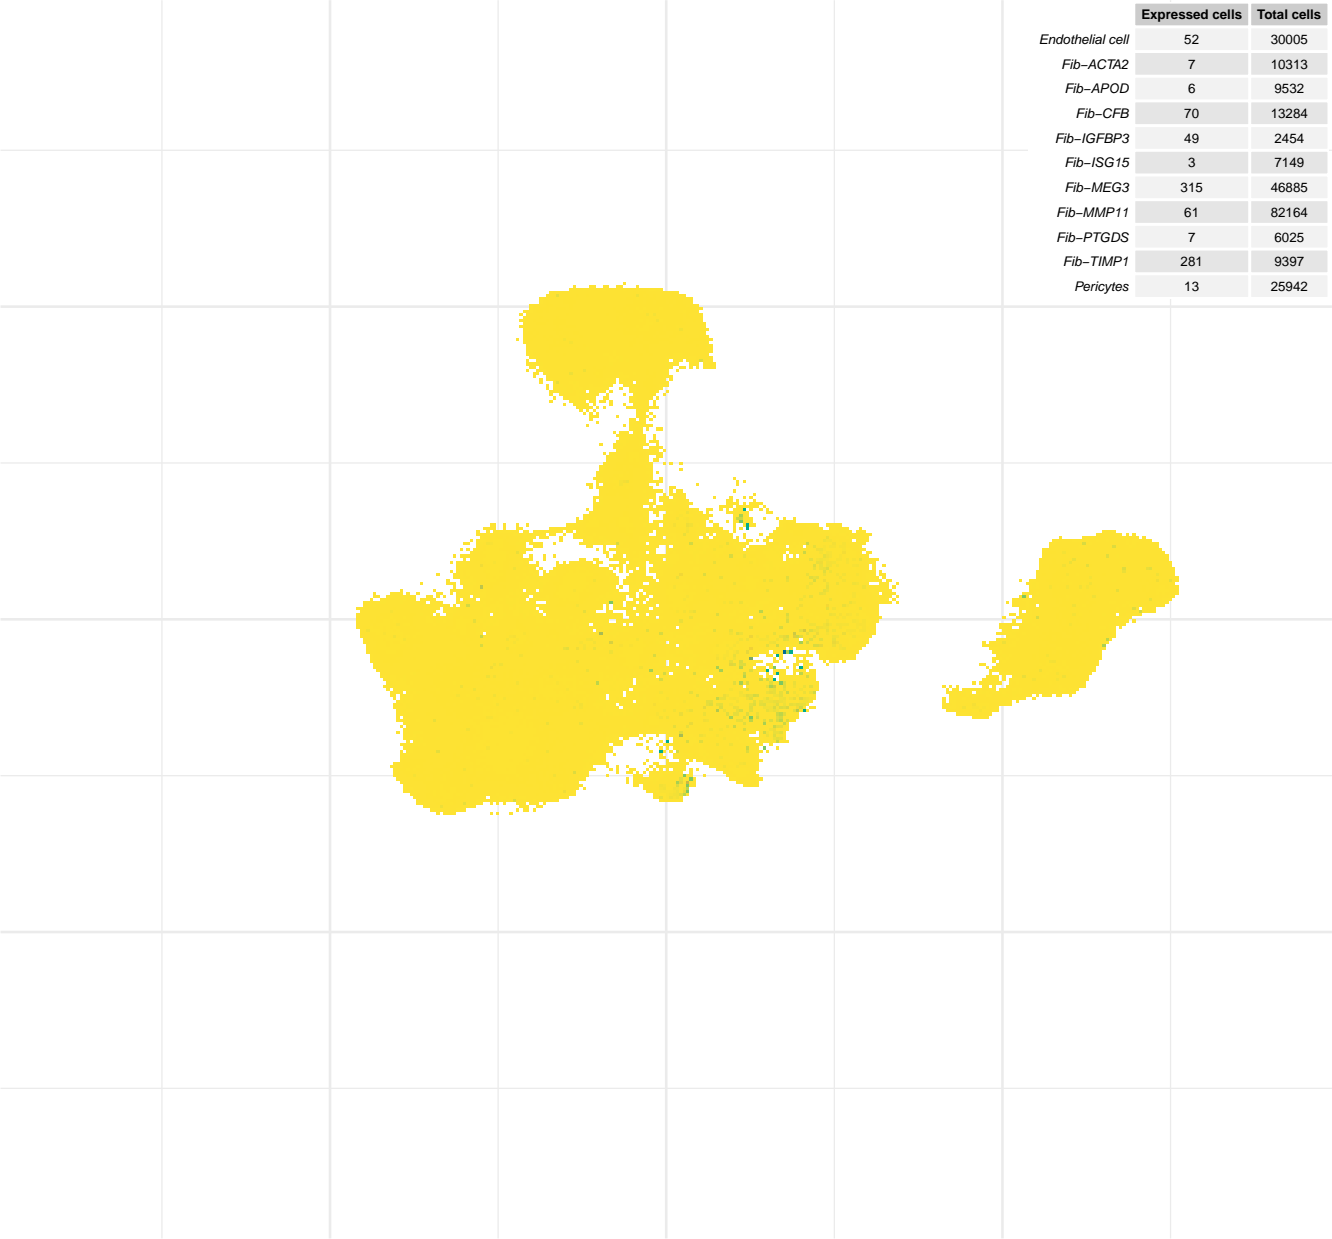 Expressed cells Total cells
Endothelial cell 52 30005
Fib−ACTA2 7 10313
Fib−APOD 6 9532
Fib−CFB 70 13284
Fib−IGFBP3 49 2454
Fib−ISG15 3 7149
Fib−MEG3 315 46885
Fib−MMP11 61 82164
Fib−PTGDS 7 6025
Fib−TIMP1 281 9397
Pericytes 13 25942